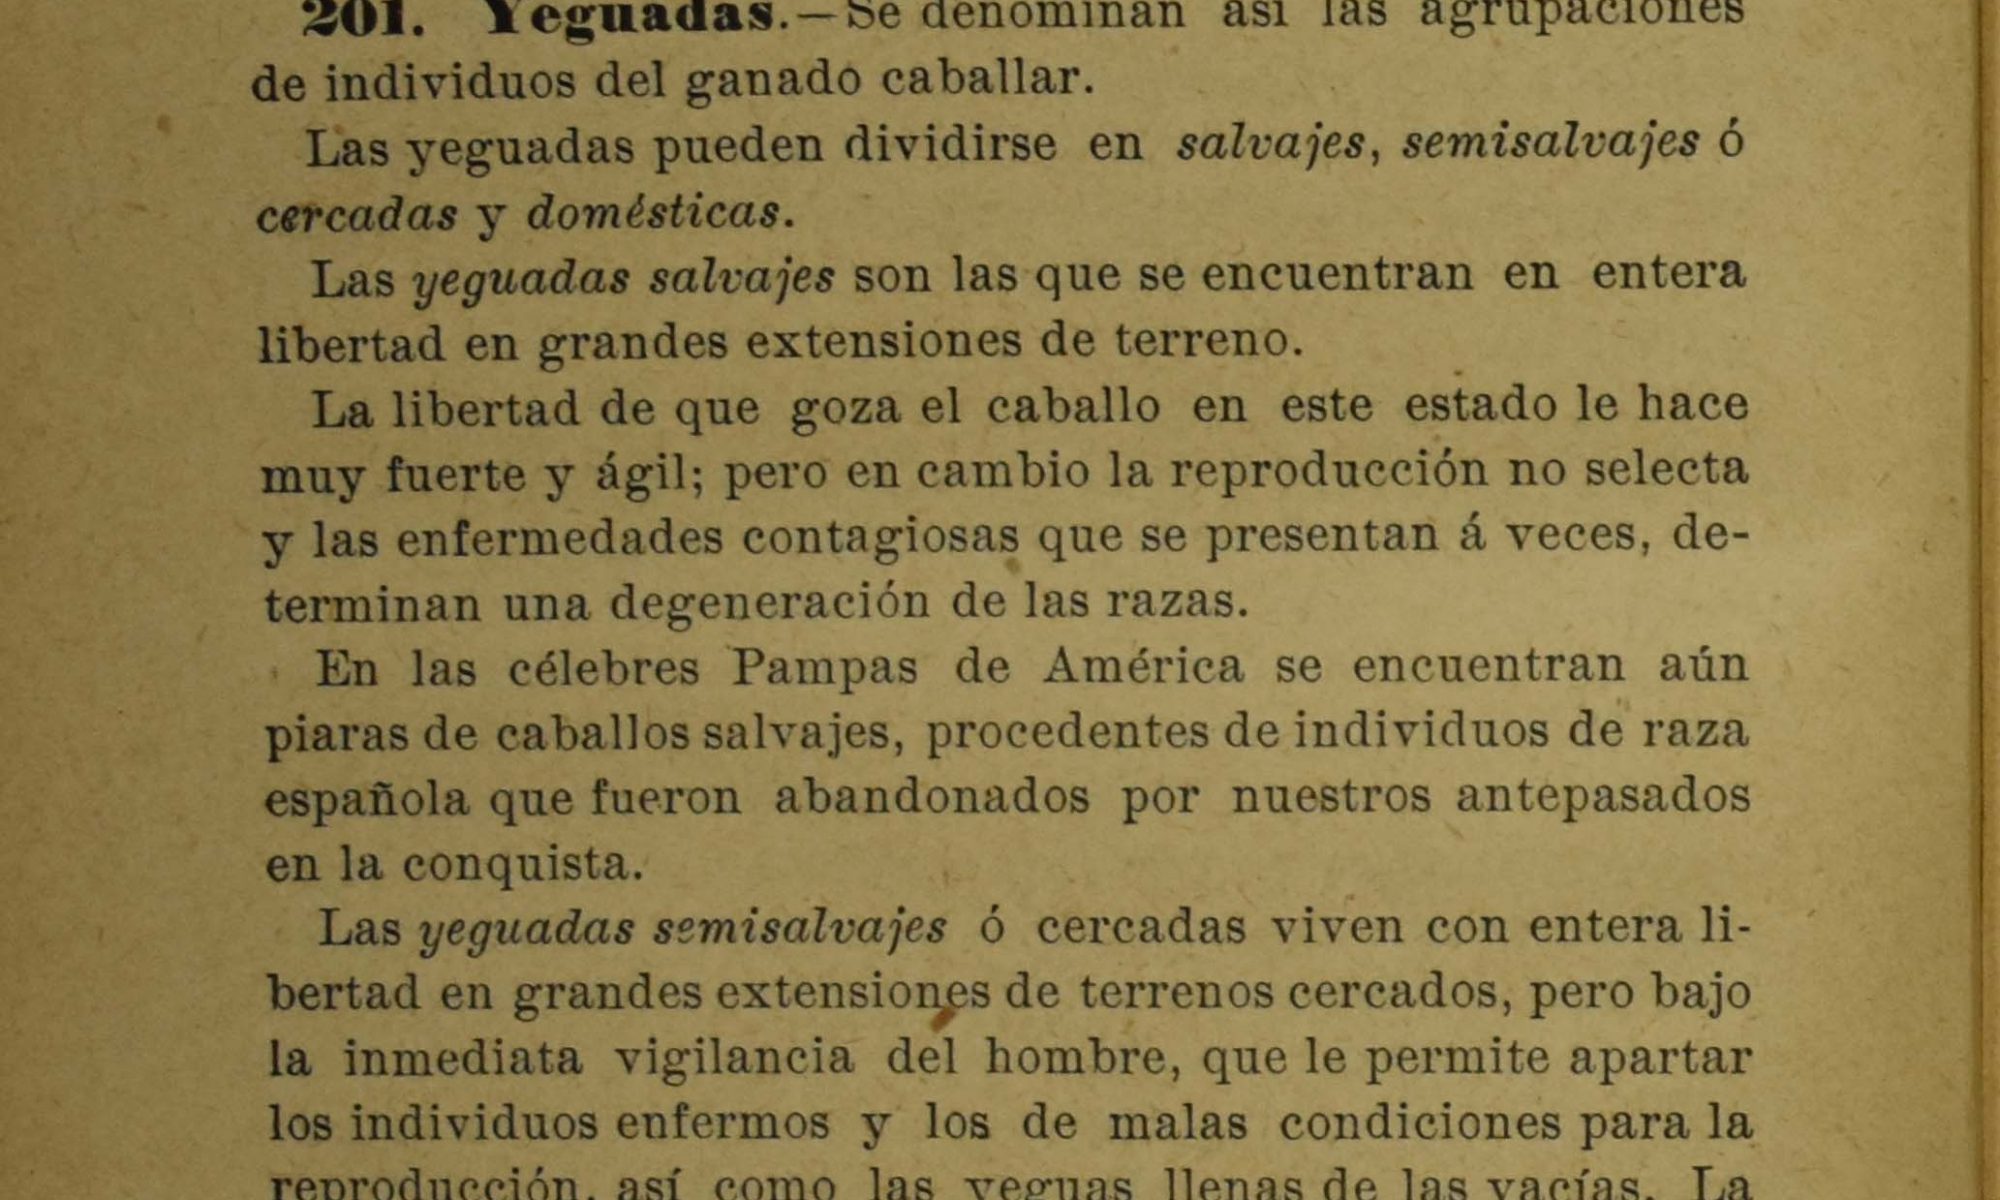 201. Yeguadas.—Se denominan así las agrupaciones
de individuos del ganado caballar.
Las yeguadas pueden dividirse en salvajes, semisalvajes ó
cercadas y domésticas.
Las yeguadas salvajes son las que se encuentran en entera
libertad en grandes extensiones de terreno.
La libertad de que goza el caballo en este estado le hace
muy fuerte y ágil; pero en cambio la reproducción no selecta
y las enfermedades contagiosas que se presentan á veces, de-
terminan una degeneración de las razas.
En las célebres Pampas de América se encuentran aún
piaras de caballos salvajes, procedentes de individuos de raza
española que fueron abandonados por nuestros antepasados
en la conquista.
Las yeguadas semisalvajes ó cercadas viven con entera li-
bertad en grandes extensiones de terrenos cercados, pero bajo
la inmediata vigilancia del hombre, que le permite apartar
los individuos enfermos y los de malas condiciones para la
reproducción, así como las yeguas llenas de las vacías. La